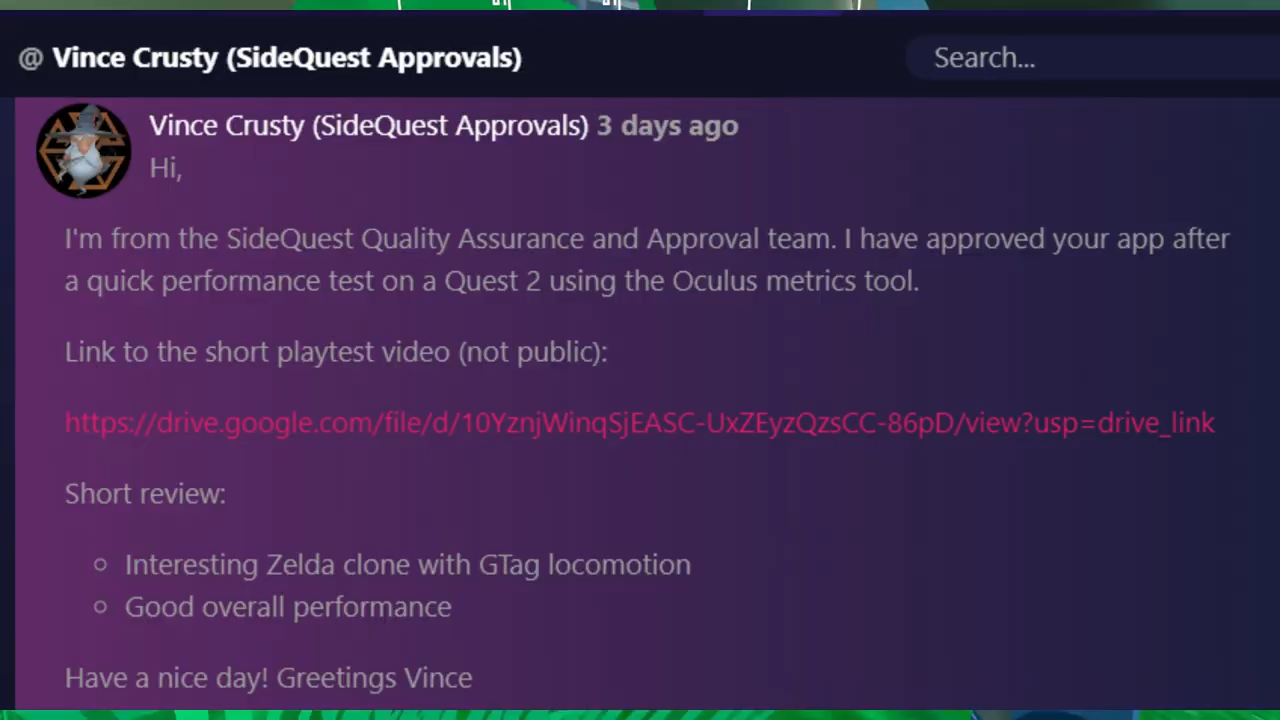 @ Vince Crusty (SideQuest Approvals)
Search...
Vince Crusty (SideQuest Approvals) 3 days ago
Hi,
I'm from the SideQuest Quality Assurance and Approval team. I have approved your app after
a quick performance test on a Quest 2 using the Oculus metrics tool.
Link to the short playtest video (not public):
https://drive.google.com/file/d/10YznjWinqSjEASC-UxZEyzQzsCC-86pD/view?usp=drive_link
Short review:
Interesting Zelda clone with GTag locomotion
Good overall performance
Have a nice day! Greetings Vince